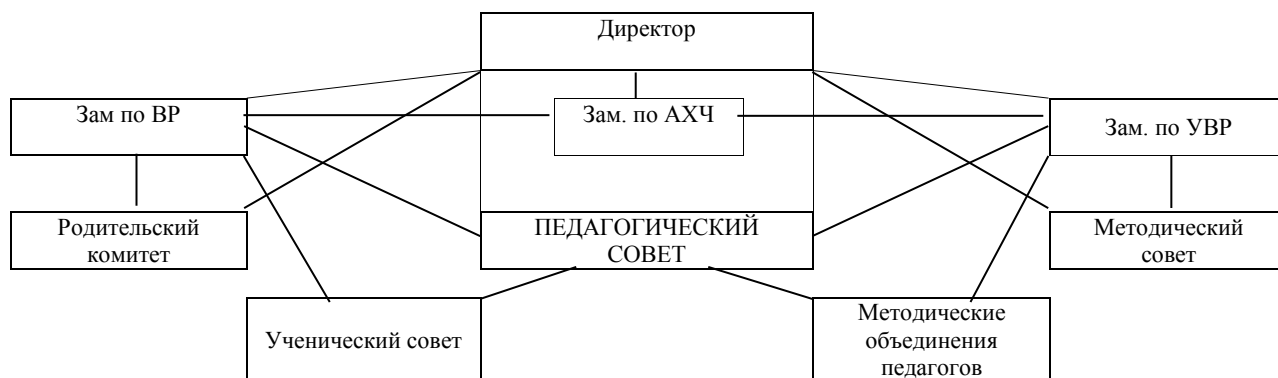 Директор
Зам по ВР
Зам. по АХЧ
Зам. по УВР
Родительский
комитет
ПЕДАГОГИЧЕСКИЙ
СОВЕТ
Методический
совет
Ученический совет
Методические
объединения
педагогов